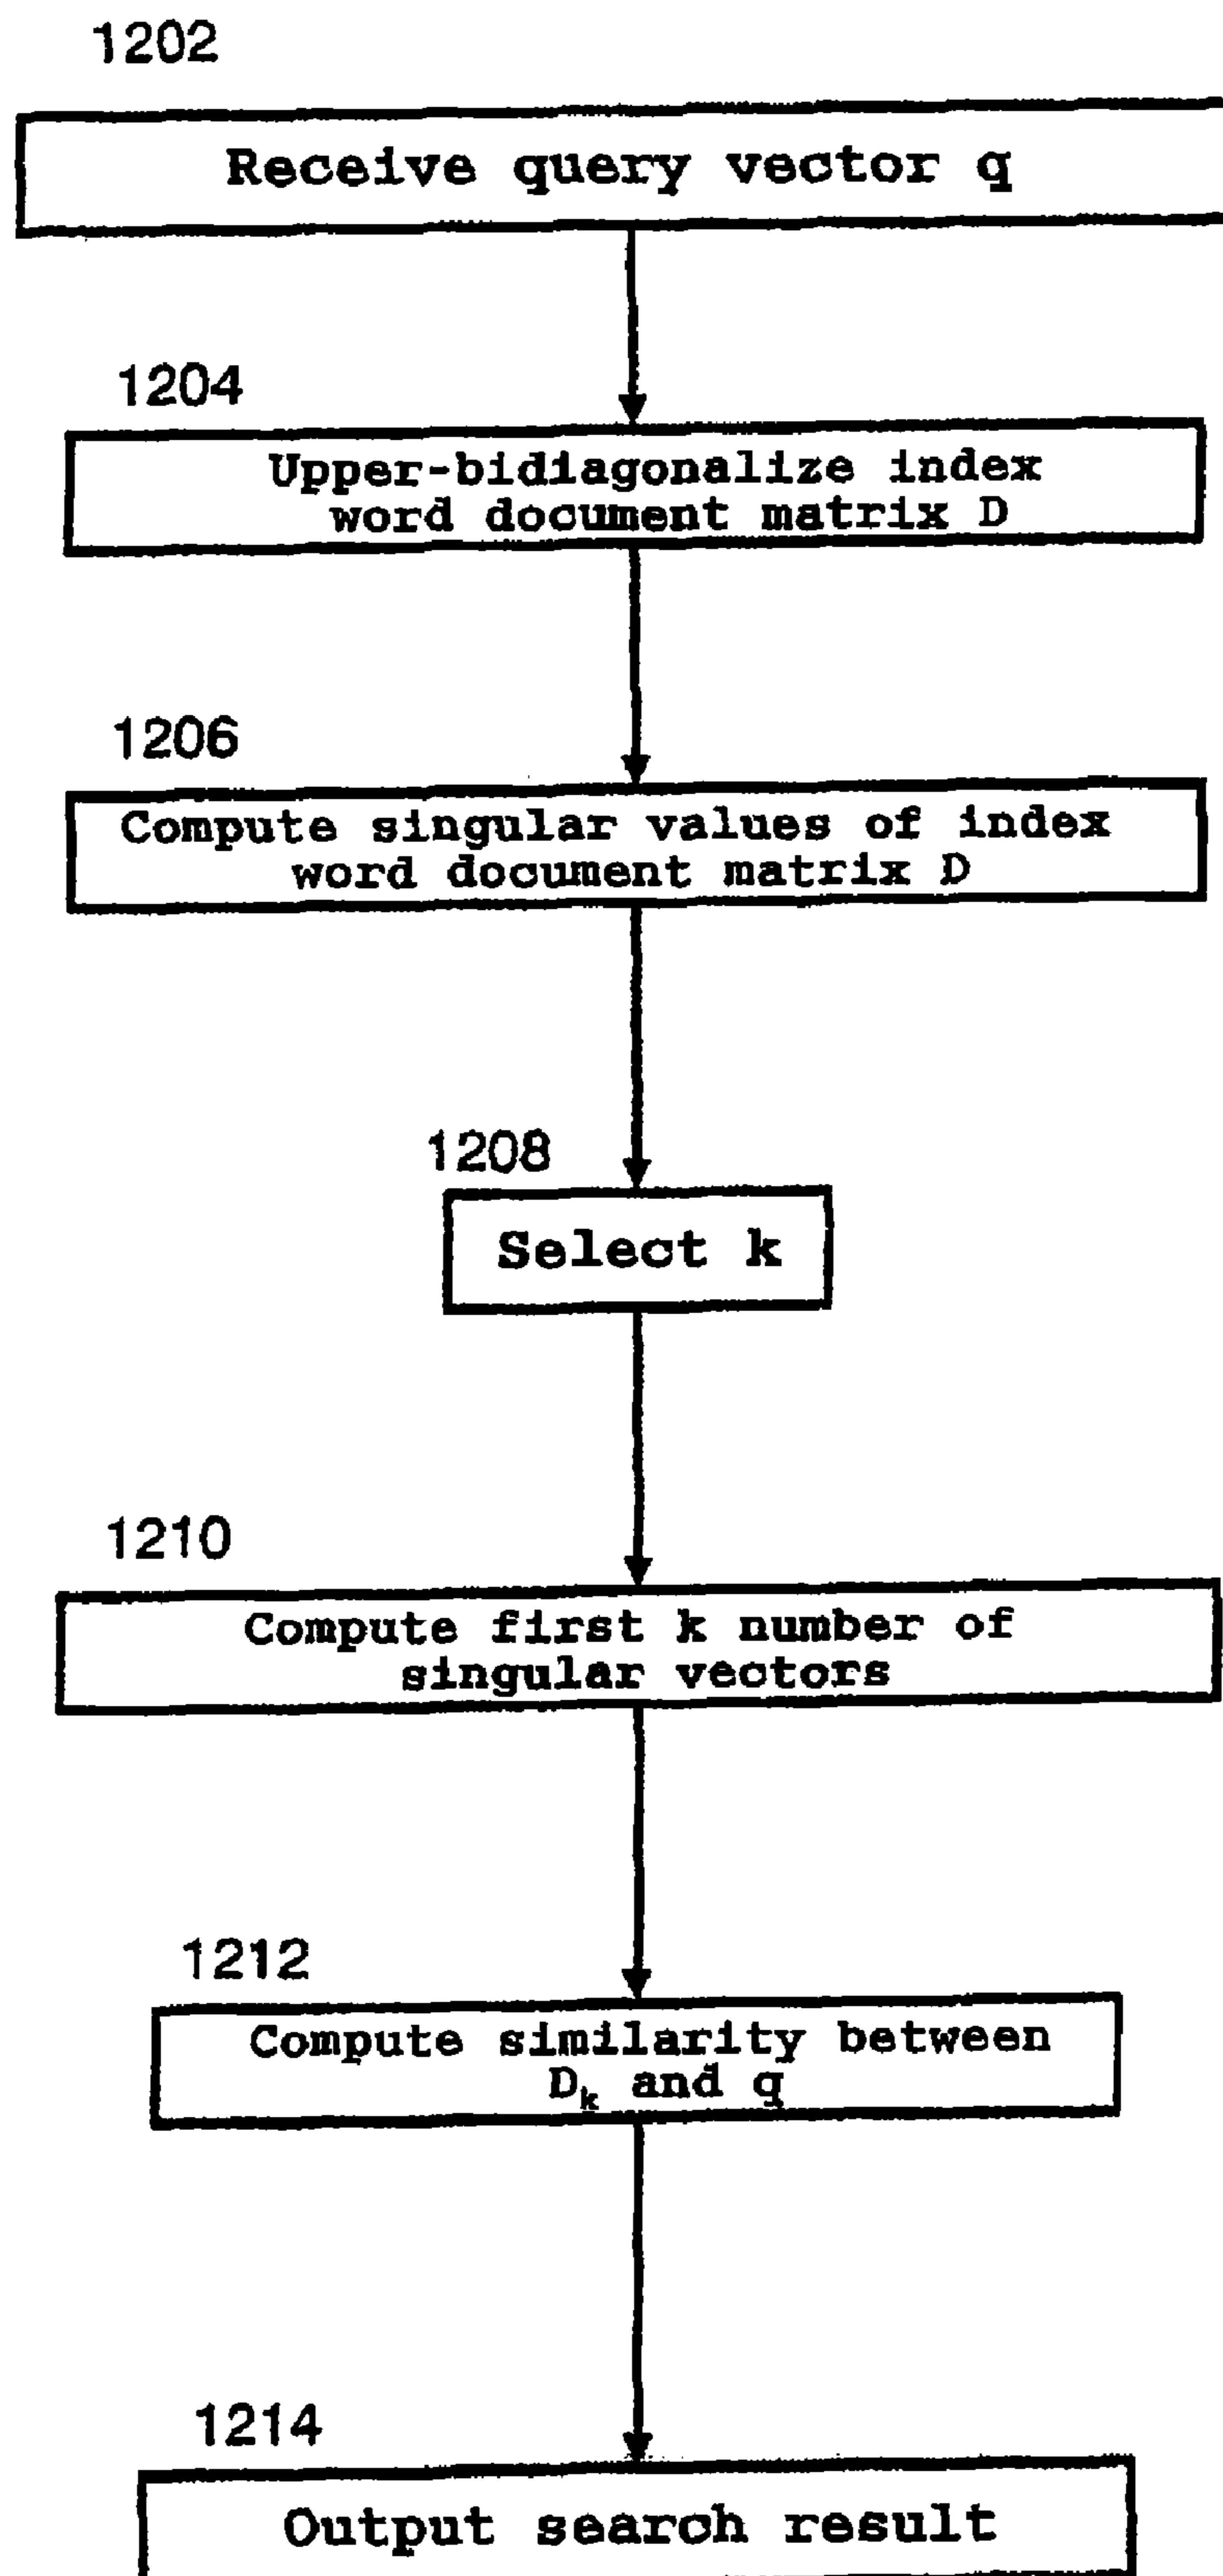 1202
Receive query vector q
1204
Upper-bidiagonalize index
word document matrix D
1206
Compute singular values of index
word document matrix D
1208
Select k
1210
Compute first k number of
singular vectors
1212
Compute similarity between
Dₖ and q
1214
Output search result